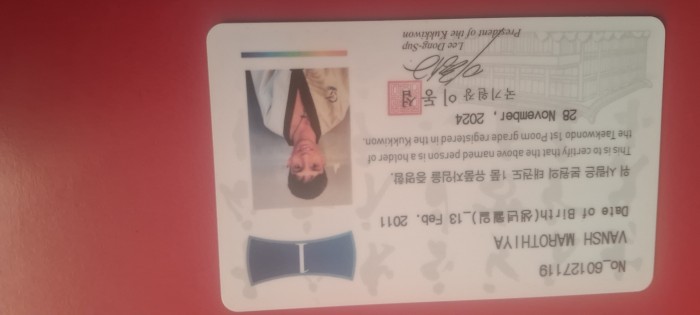 No_60127119
VANSH MAROTHIYA
Date of Birth(생년월일)_13 Feb. 2011
위 사람은 본원의 태권도 1품 유품자임을 증명함.
This is to certify that the above named person is a holder of
the Taekwondo 1st Poom grade registered in the Kukkiwon.
28 November, 2024
국기원장 이동섭
Lee Dong-Sup
President of the Kukkiwon
1